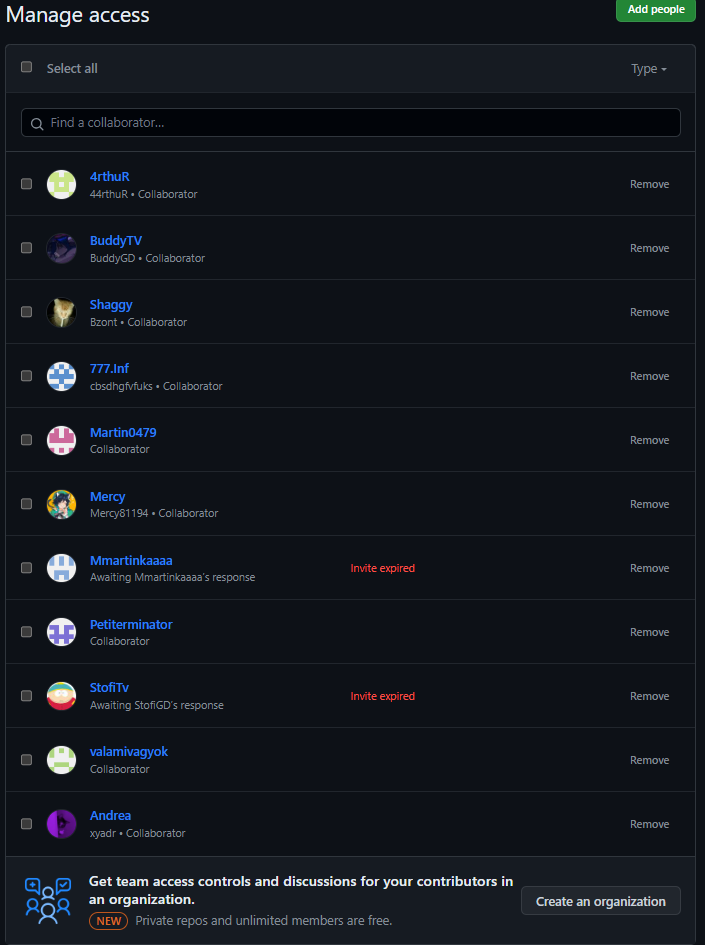 Manage access
Add people
Select all
Type
Find a collaborator...
4rthuR
44rthuR • Collaborator
Remove
BuddyTV
BuddyGD • Collaborator
Remove
Shaggy
Bzont • Collaborator
Remove
777.Inf
cbsdhgfvfuks • Collaborator
Remove
Martin0479
Collaborator
Remove
Mercy
Mercy81194 • Collaborator
Remove
Mmartinkaaaa
Awaiting Mmartinkaaaa's response
Invite expired
Remove
Petiterminator
Collaborator
Remove
StofiTv
Awaiting StofiGD's response
Invite expired
Remove
valamivagyok
Collaborator
Remove
Andrea
xyadr • Collaborator
Remove
Get team access controls and discussions for your contributors in
an organization.
NEW Private repos and unlimited members are free.
Create an organization